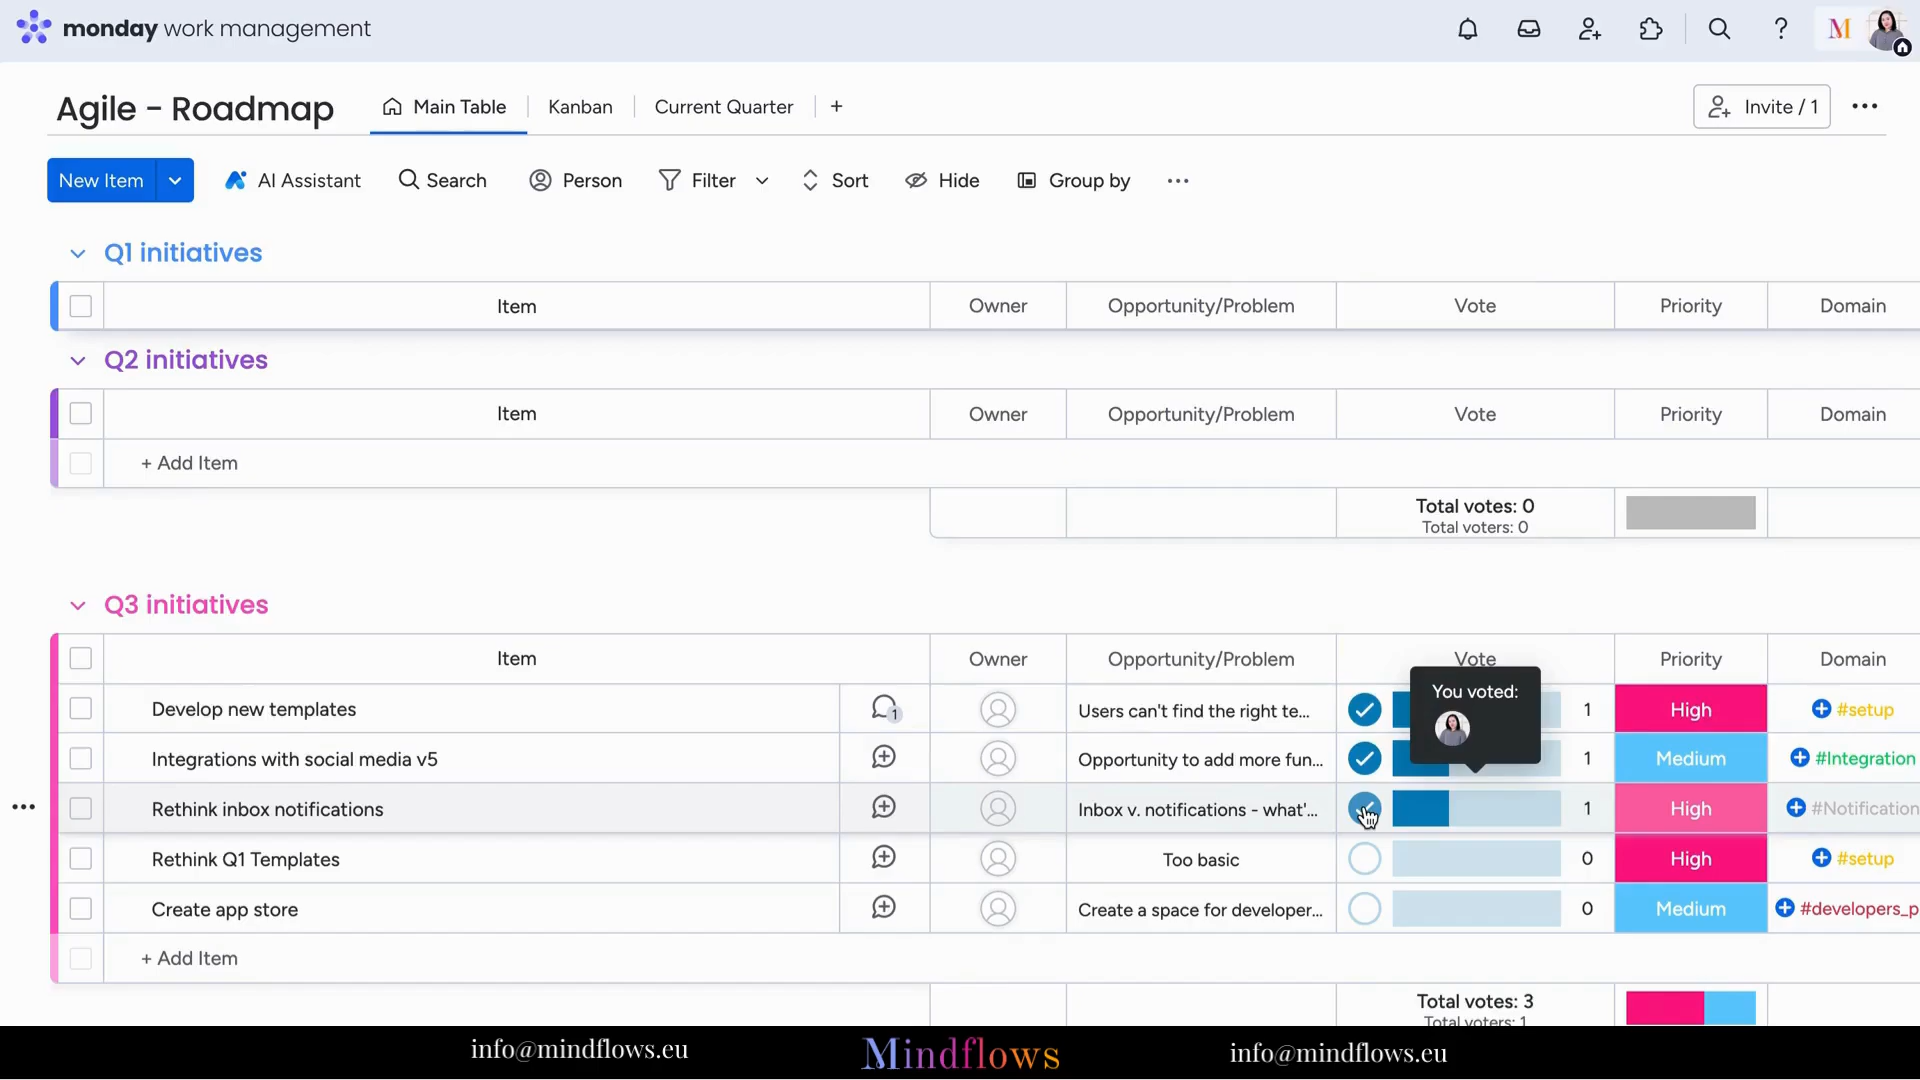 monday work management
M
Agile - Roadmap
Main Table
Kanban
Current Quarter
+
Invite / 1
New Item
AI Assistant
Search
Person
Filter
Sort
Hide
Group by
Q1 initiatives
Item
Owner
Opportunity/Problem
Vote
Priority
Domain
Q2 initiatives
Item
Owner
Opportunity/Problem
Vote
Priority
Domain
+ Add Item
Total votes: 0
Total voters: 0
Q3 initiatives
Item
Owner
Opportunity/Problem
Vote
Priority
Domain
You voted:
Develop new templates
1
Users can't find the right te...
1
High
#setup
Integrations with social media v5
Opportunity to add more fun...
1
Medium
#Integration
Rethink inbox notifications
Inbox v. notifications - what'...
1
High
#Notification
Rethink Q1 Templates
Too basic
0
High
#setup
Create app store
Create a space for developer...
0
Medium
#developers_p
+ Add Item
Total votes: 3
Total voters: 1
info@mindflows.eu
Mindflows
info@mindflows.eu